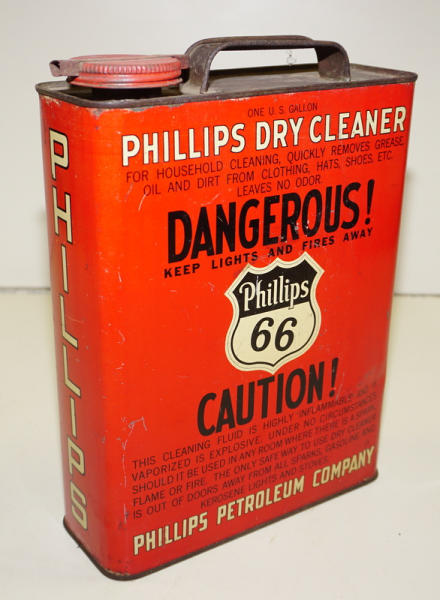 ONE U.S. GALLON
PHILLIPS DRY CLEANER
FOR HOUSEHOLD CLEANING, QUICKLY REMOVES GREASE,
OIL AND DIRT FROM CLOTHING, HATS, SHOES, ETC.
LEAVES NO ODOR.
DANGEROUS!
KEEP LIGHTS AND FIRES AWAY
Phillips
66
CAUTION!
THIS CLEANING FLUID IS HIGHLY INFLAMMABLE AND IF
VAPORIZED IS EXPLOSIVE. UNDER NO CIRCUMSTANCES
SHOULD IT BE USED IN ANY ROOM WHERE THERE IS A SPARK,
FLAME OR FIRE. THE ONLY SAFE WAY TO USE DRY CLEANER
IS OUT OF DOORS AWAY FROM ALL SPARKS, GASOLINE AND
KEROSENE LIGHTS AND STOVES.
PHILLIPS PETROLEUM COMPANY
PHILLIPS